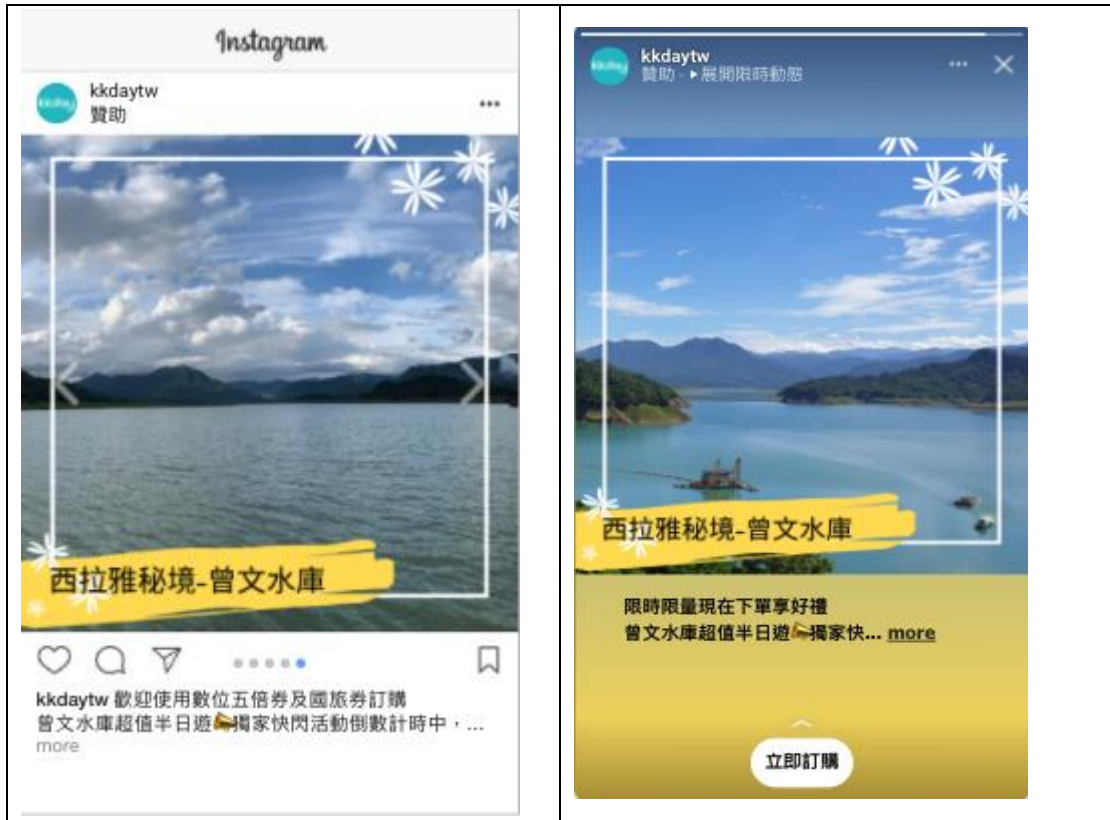 Instagram
kkdaytw
贊助
西拉雅秘境-曾文水庫
kkdaytw 歡迎使用數位五倍券及國旅券訂購
曾文水庫超值半日遊📣獨家快閃活動倒數計時中，...
more
kkdaytw
贊助 · ▶展開限時動態
西拉雅秘境-曾文水庫
限時限量現在下單享好禮
曾文水庫超值半日遊📣獨家快... more
立即訂購